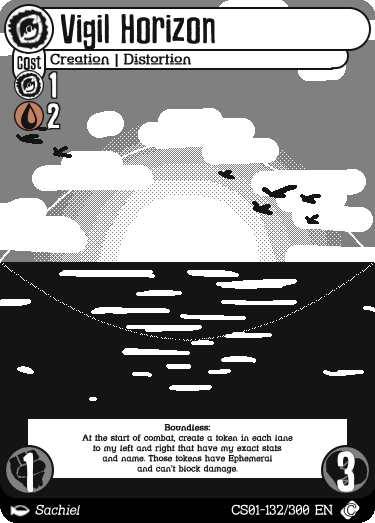 Vigil Horizon
COST
Creation | Distortion
1
2
Boundless:
At the start of combat, create a token in each lane
to my left and right that have my exact stats
and name. Those tokens have Ephemeral
and can't block damage.
1
3
Sachiel
CS01-132/300 EN